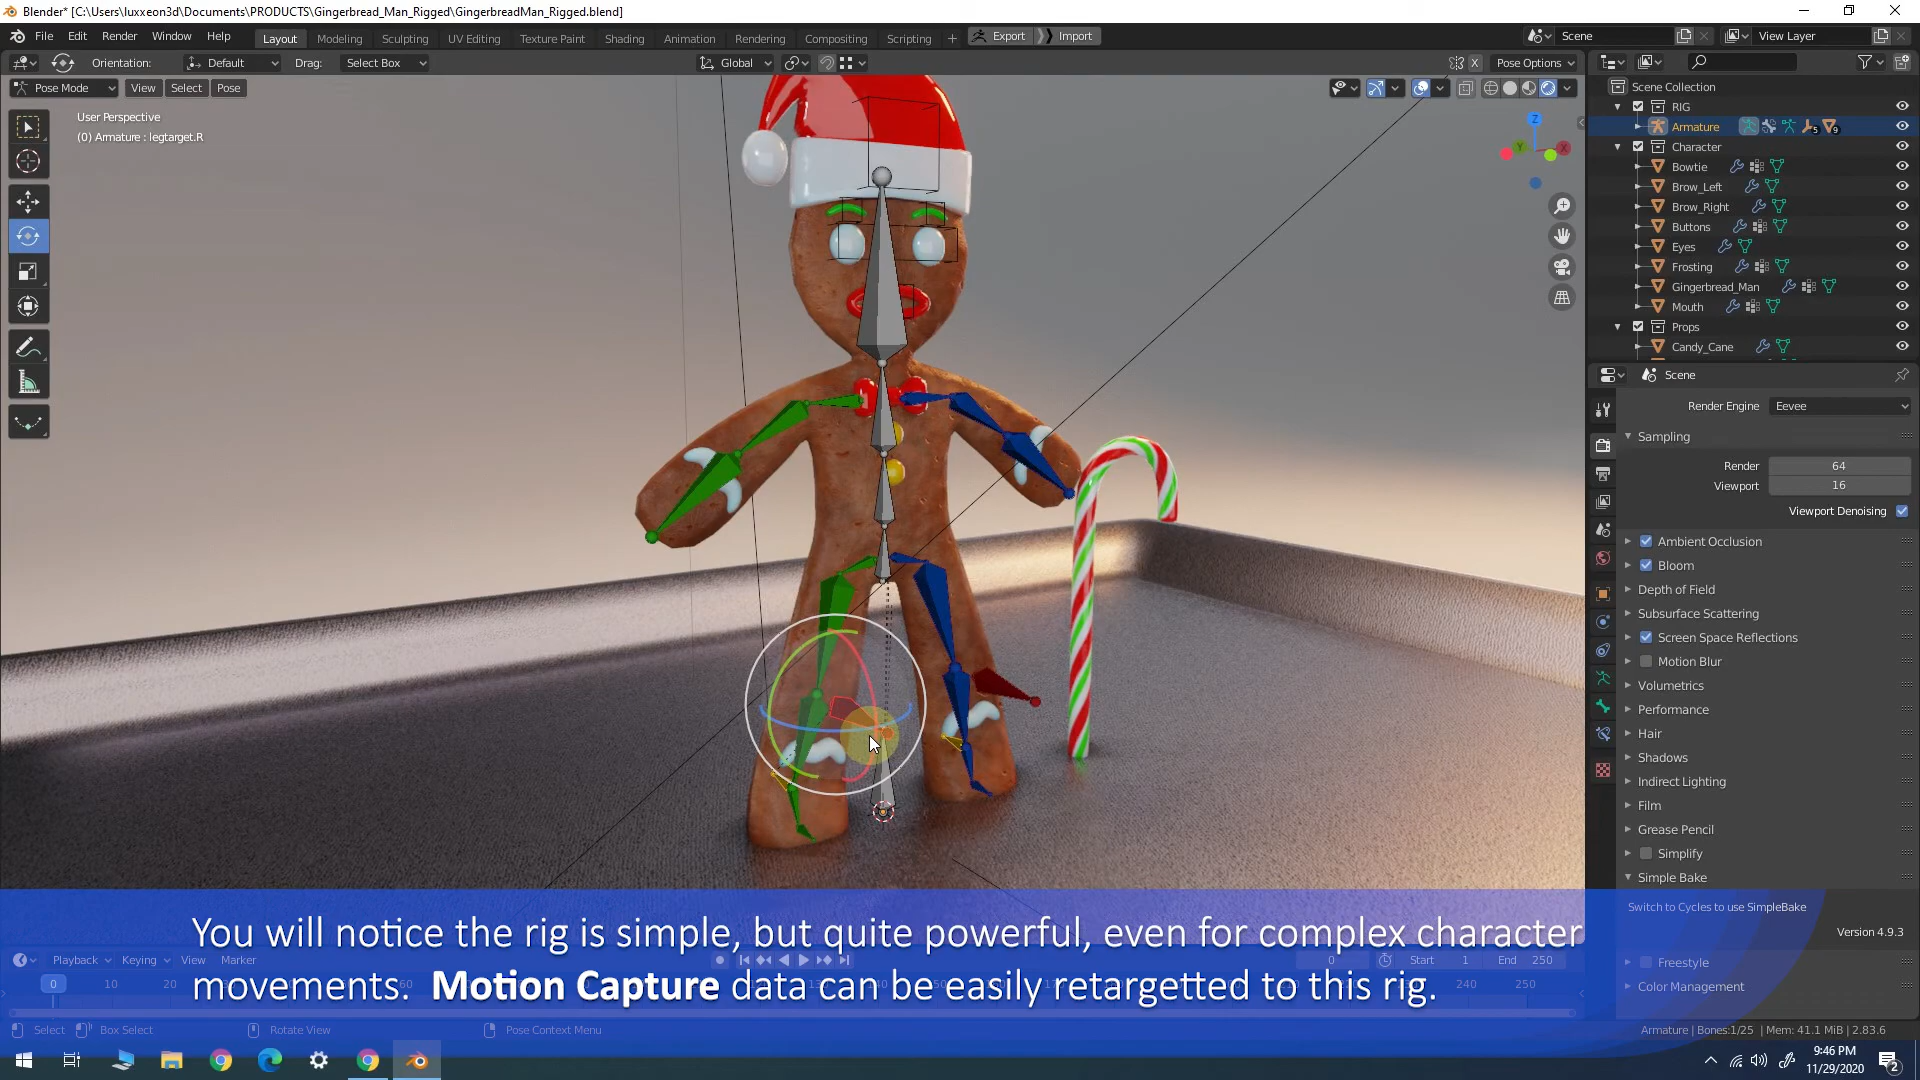 Blender* [C:\Users\luxxeon3d\Documents\PRODUCTS\Gingerbread_Man_Rigged\GingerbreadMan_Rigged.blend]
File Edit Render Window Help Layout Modeling Sculpting UV Editing Texture Paint Shading Animation Rendering Compositing Scripting + Export Import Scene View Layer
Orientation: Default Drag: Select Box Global X Pose Options
Pose Mode View Select Pose
User Perspective
(0) Armature : legtarget.R
Z
Y
X
Scene Collection
RIG
Armature 5 9
Character
Bowtie
Brow_Left
Brow_Right
Buttons
Eyes
Frosting
Gingerbread_Man
Mouth
Props
Candy_Cane
Scene
Render Engine Eevee
Sampling
Render 64
Viewport 16
Viewport Denoising
Ambient Occlusion
Bloom
Depth of Field
Subsurface Scattering
Screen Space Reflections
Motion Blur
Volumetrics
Performance
Hair
Shadows
Indirect Lighting
Film
Grease Pencil
Simplify
Simple Bake
Switch to Cycles to use SimpleBake
Version 4.9.3
Freestyle
Color Management
You will notice the rig is simple, but quite powerful, even for complex character
movements. Motion Capture data can be easily retargetted to this rig.
Playback Keying View Marker 0 Start 1 End 250
0 10 20 30 240 250
Select Box Select Rotate View Pose Context Menu
Armature | Bones:1/25 | Mem: 41.1 MiB | 2.83.6
9:46 PM
11/29/2020
2